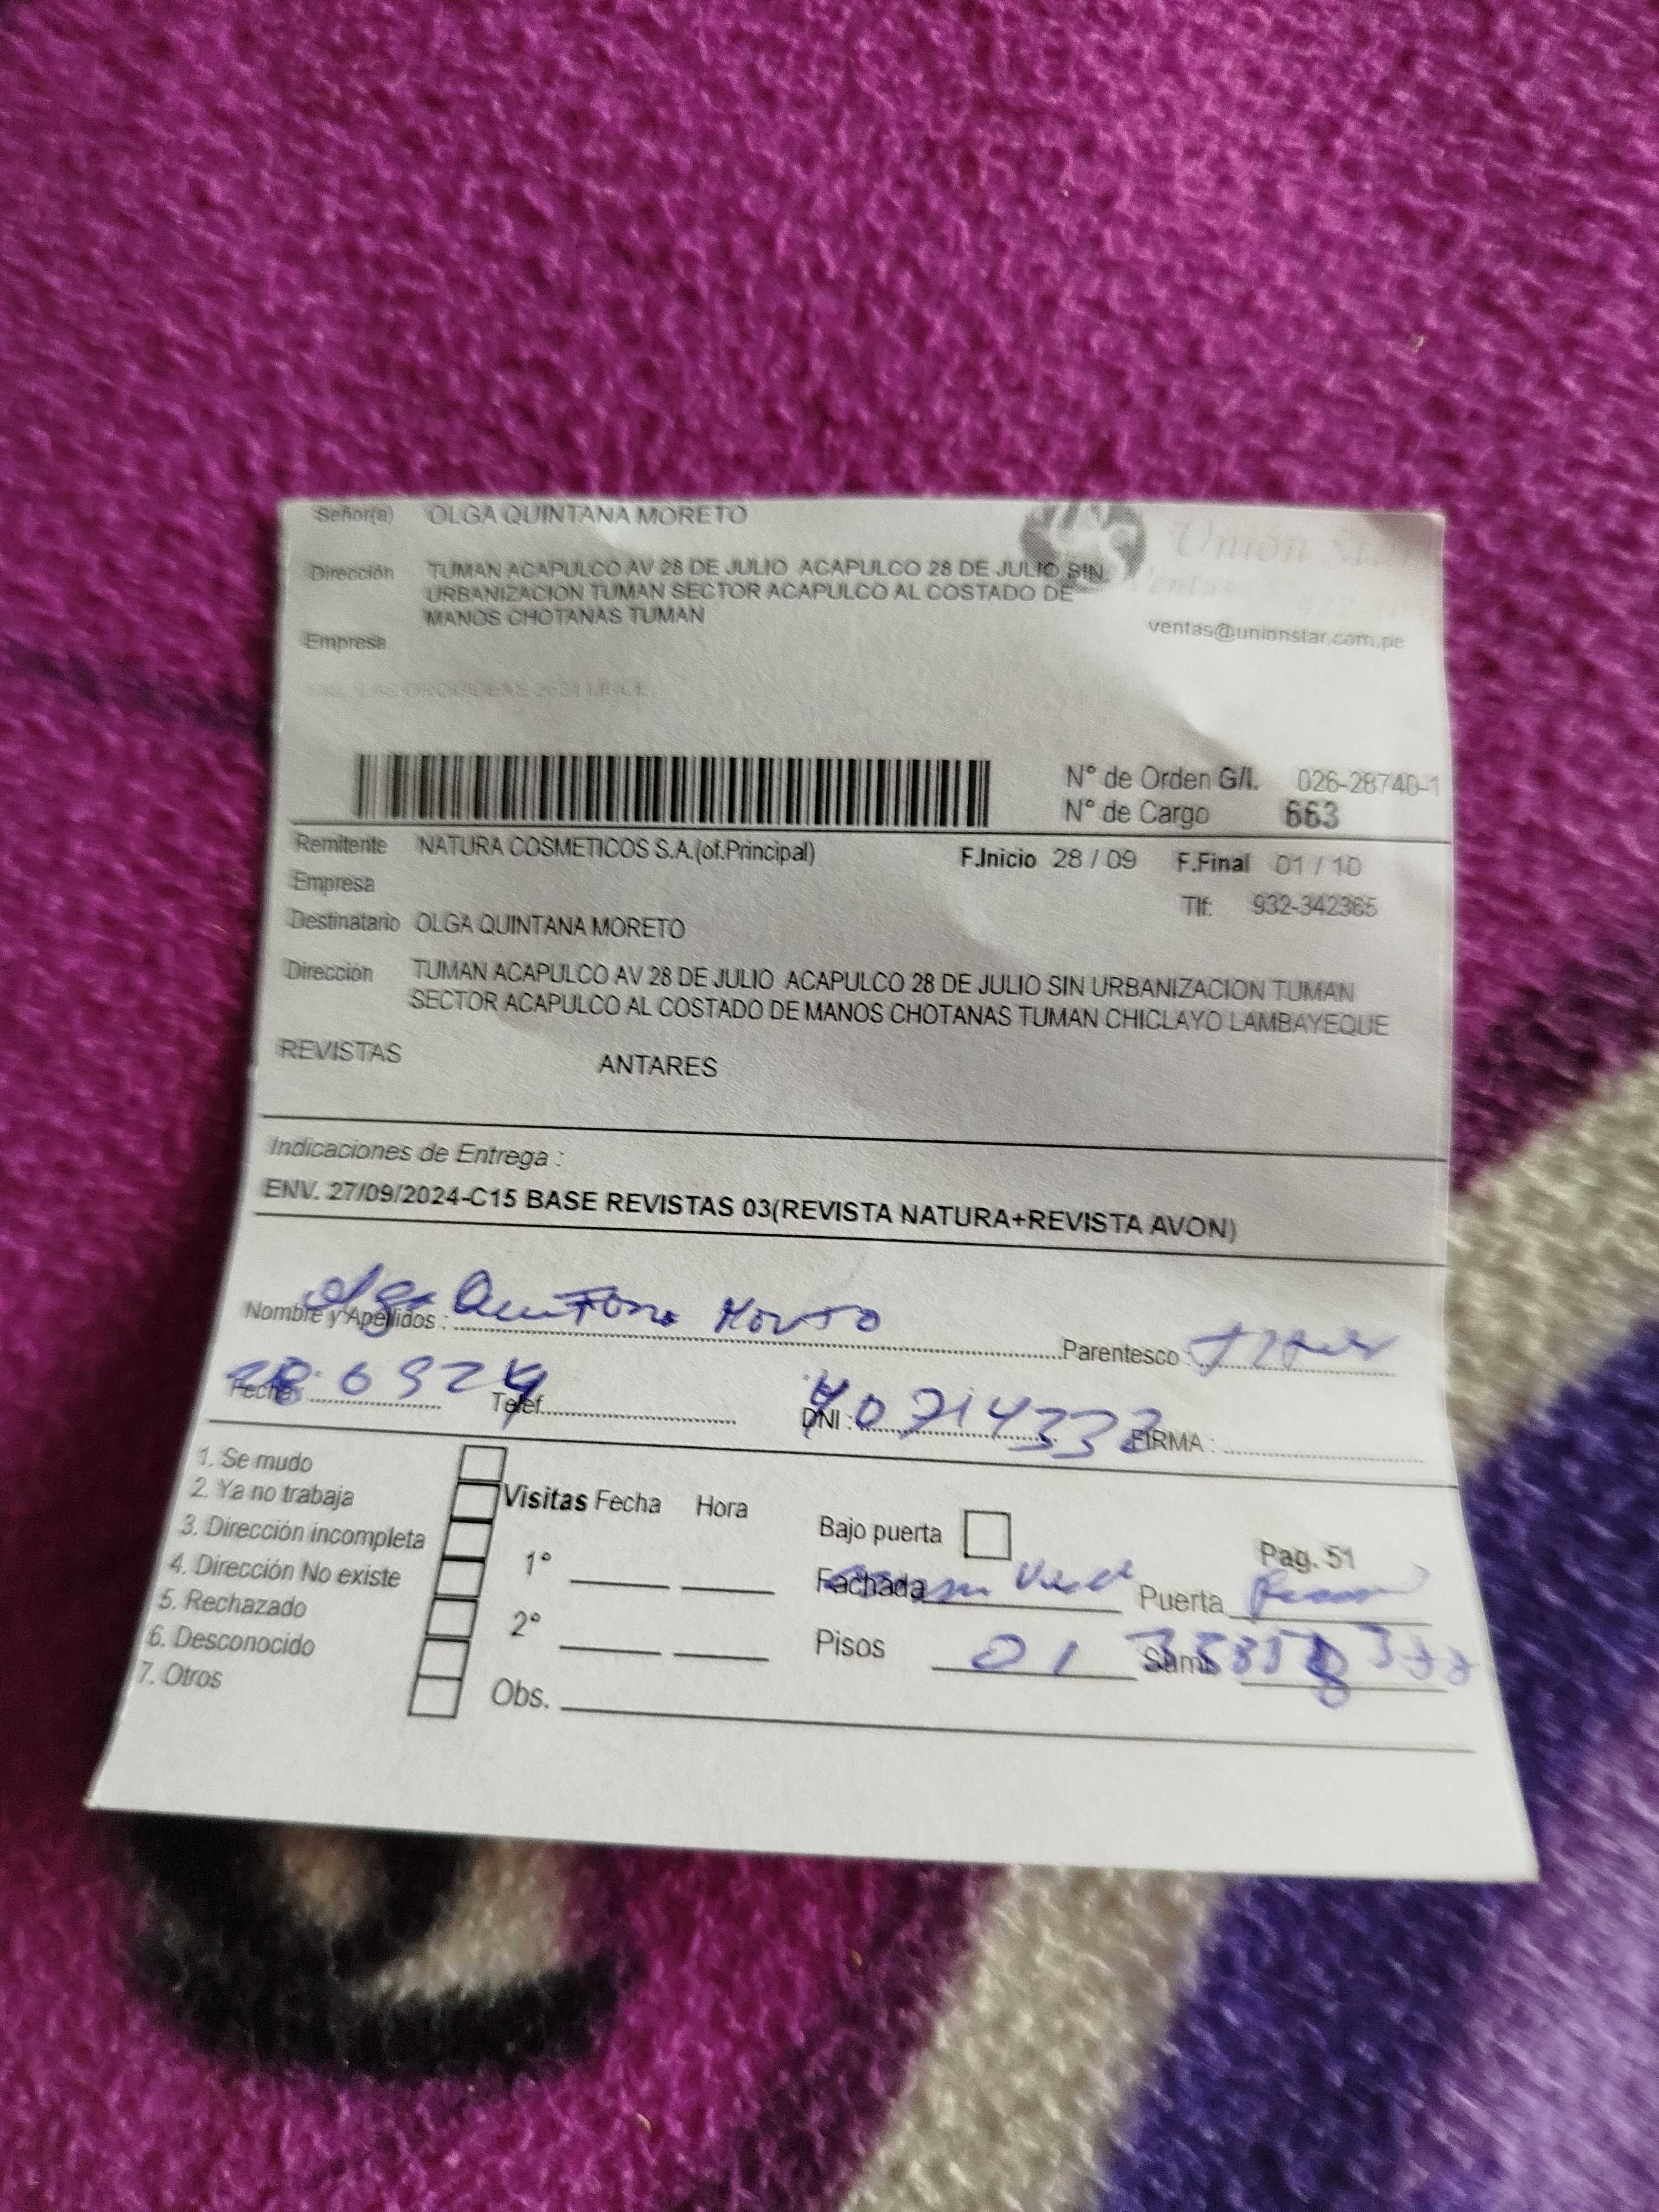 Señor(a) OLGA QUINTANA MORETO
Unión
Dirección TUMAN ACAPULCO AV 28 DE JULIO ACAPULCO 28 DE JULIO SIN
URBANIZACION TUMAN SECTOR ACAPULCO AL COSTADO DE
MANOS CHOTANAS TUMAN
ventas@unionstar.com.pe
Empresa
Nº de Orden G/I. 026-28740-1
Nº de Cargo 663
Remitente NATURA COSMETICOS S.A.(of.Principal) F.Inicio 28 / 09 F.Final 01 / 10
Empresa Tlf: 932-342365
Destinatario OLGA QUINTANA MORETO
Dirección TUMAN ACAPULCO AV 28 DE JULIO ACAPULCO 28 DE JULIO SIN URBANIZACION TUMAN
SECTOR ACAPULCO AL COSTADO DE MANOS CHOTANAS TUMAN CHICLAYO LAMBAYEQUE
REVISTAS ANTARES
Indicaciones de Entrega :
ENV. 27/09/2024-C15 BASE REVISTAS 03(REVISTA NATURA+REVISTA AVON)
Nombre y Apellidos : Olga Quintana Moreto Parentesco :
Fecha: Telef. DNI : FIRMA :
1. Se mudo
2. Ya no trabaja Visitas Fecha Hora
3. Dirección incompleta Bajo puerta Pag. 51
4. Dirección No existe 1° Fachada Puerta
5. Rechazado
6. Desconocido 2° Pisos 01 Sum
7. Otros Obs.